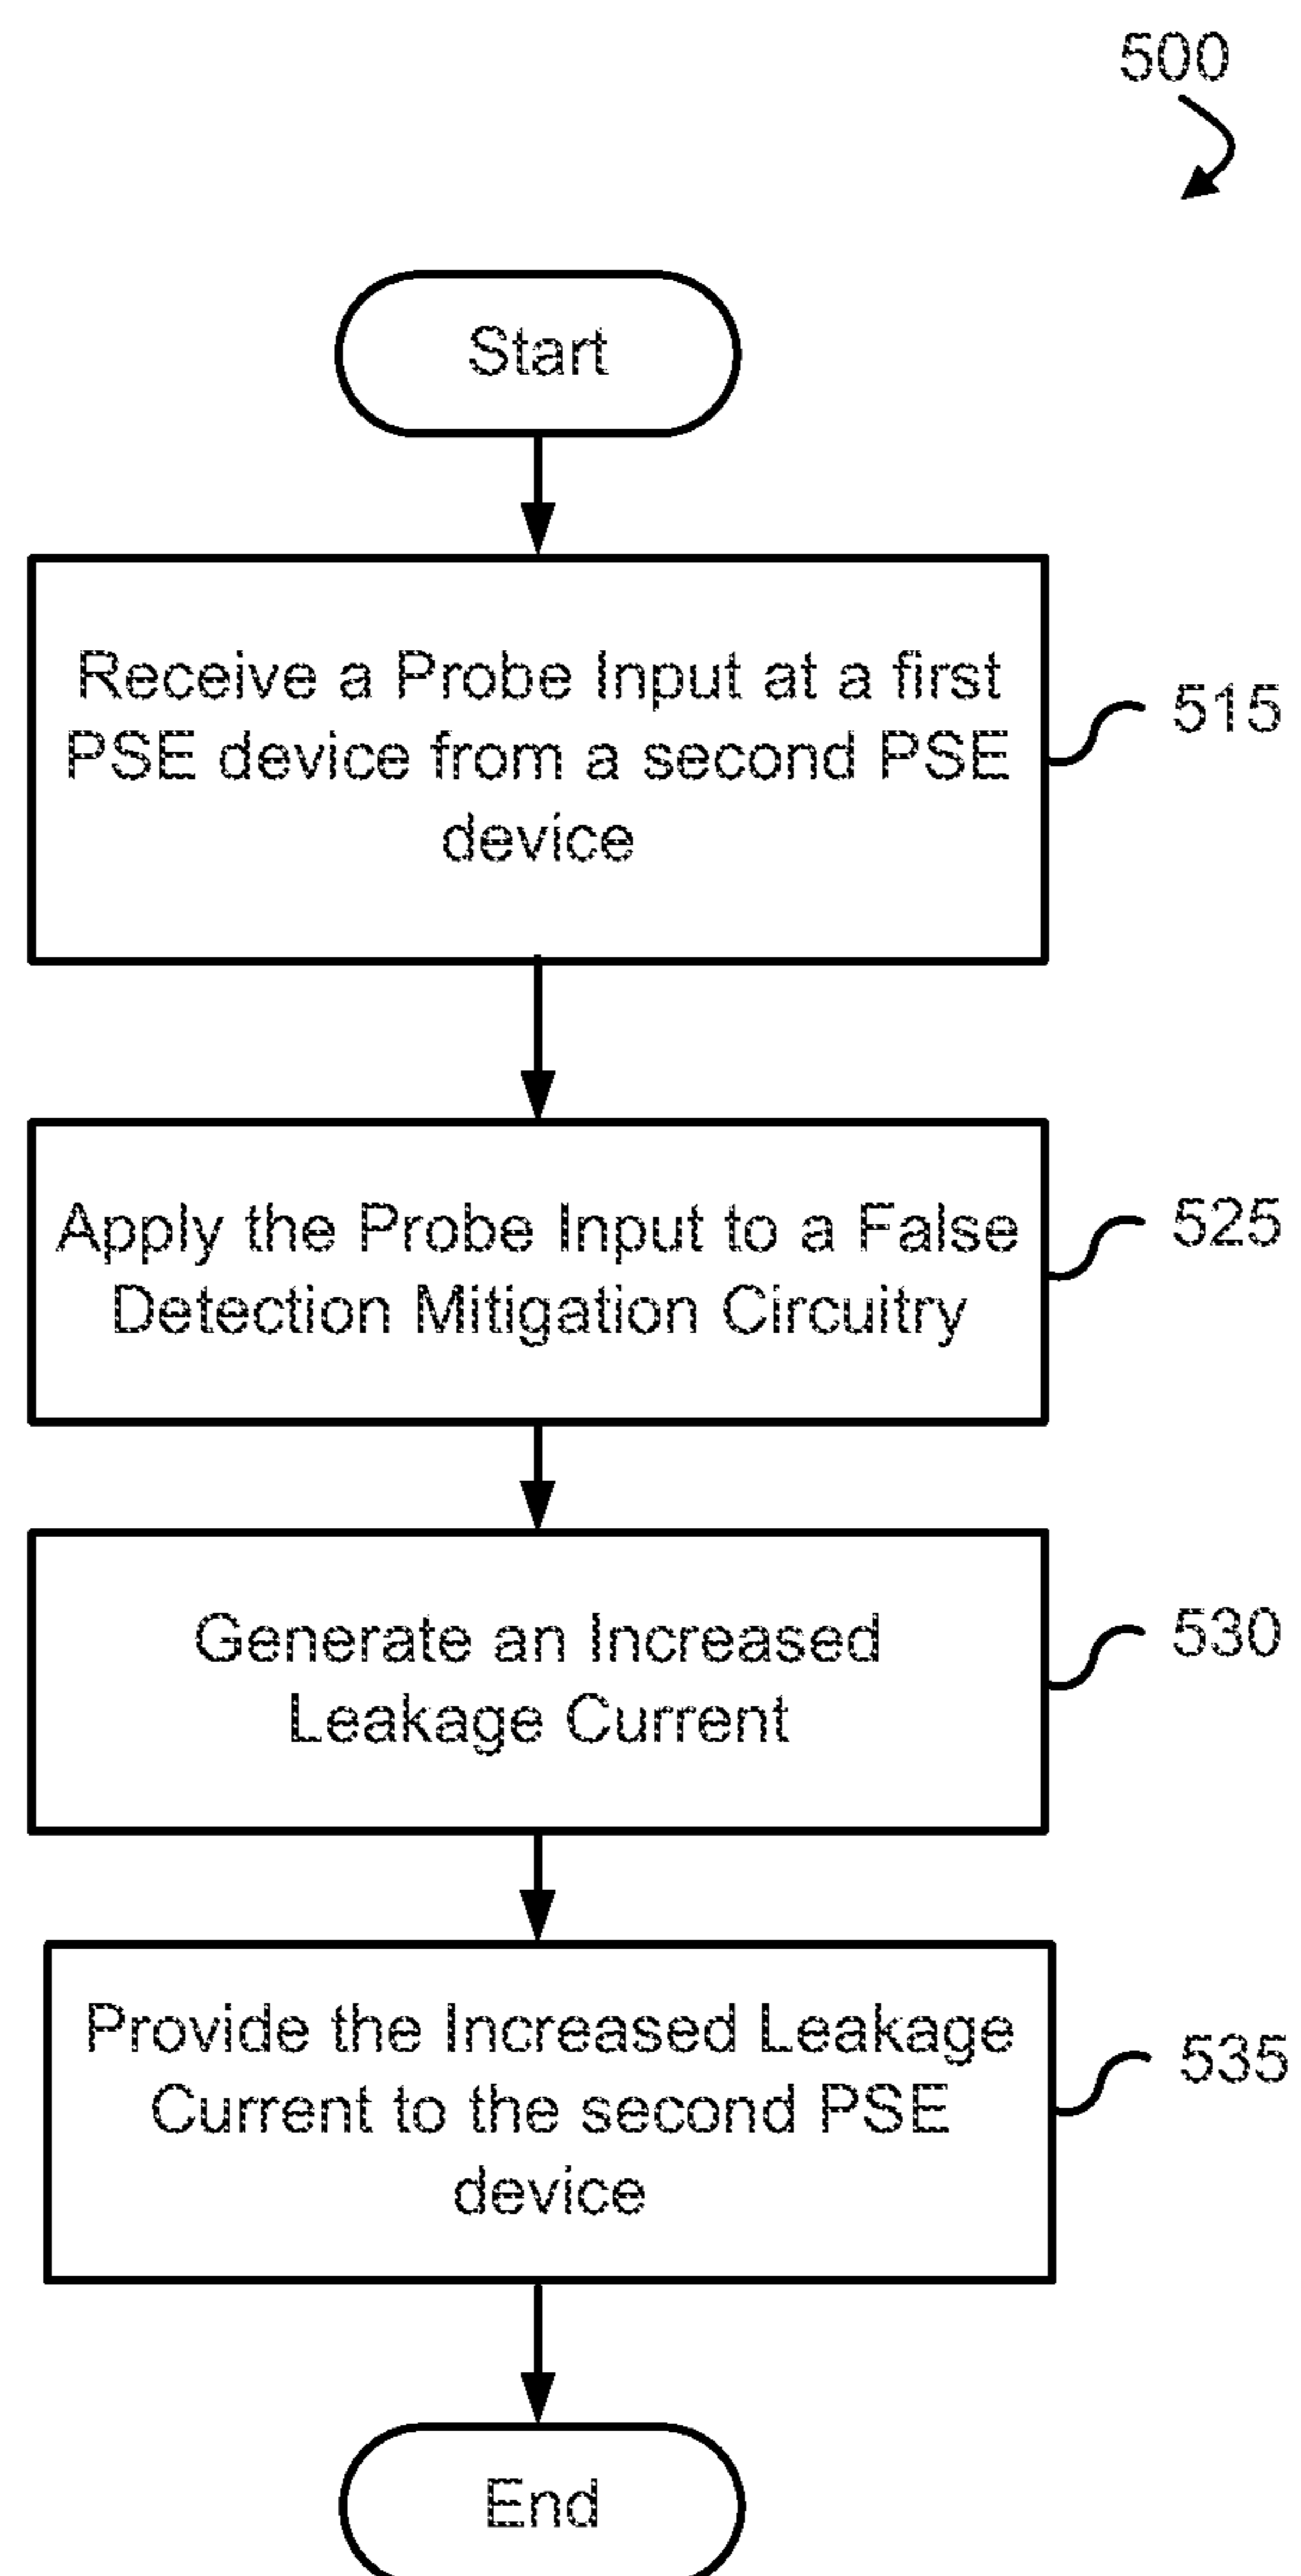 500
Start
Receive a Probe Input at a first
PSE device from a second PSE
device
515
Apply the Probe Input to a False
Detection Mitigation Circuitry
525
Generate an Increased
Leakage Current
530
Provide the Increased Leakage
Current to the second PSE
device
535
End